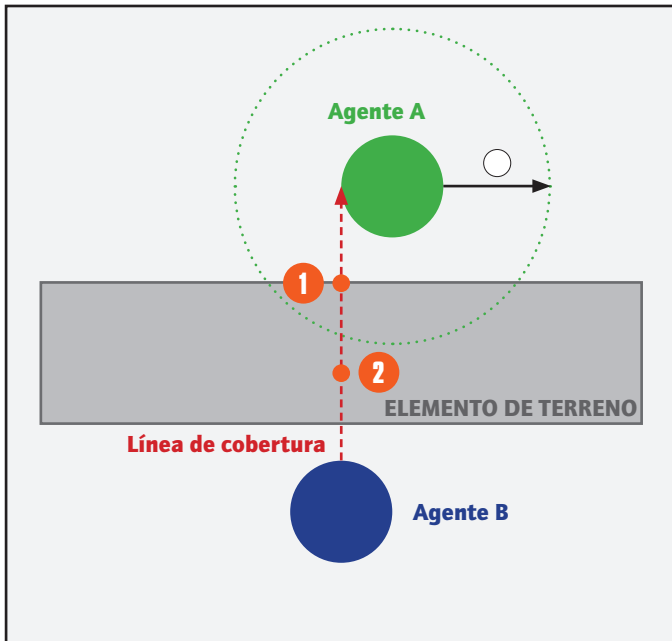 Agente A
1
2
ELEMENTO DE TERRENO
Línea de cobertura
Agente B